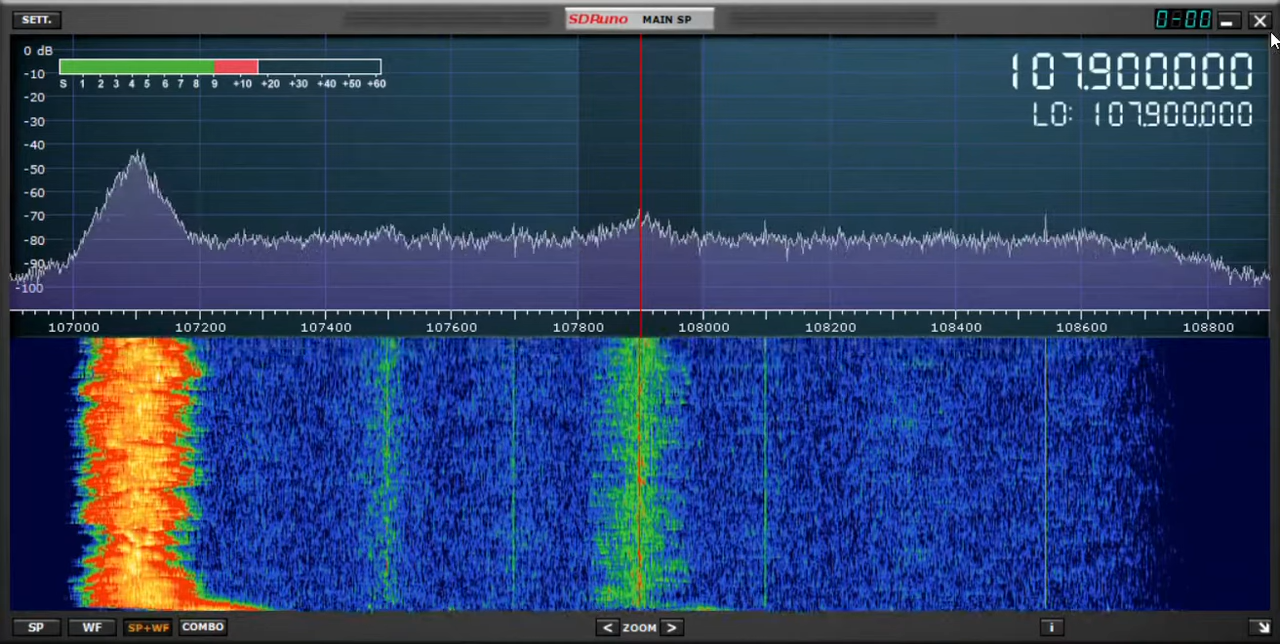 SETT.
SDRuno MAIN SP
0-00
0 dB
S 1 2 3 4 5 6 7 8 9 +10 +20 +30 +40 +50 +60
-10
-20
-30
-40
-50
-60
-70
-80
-90
-100
107.900.000
LO: 107.900.000
107000 107200 107400 107600 107800 108000 108200 108400 108600 108800
SP WF SP+WF COMBO < ZOOM > i